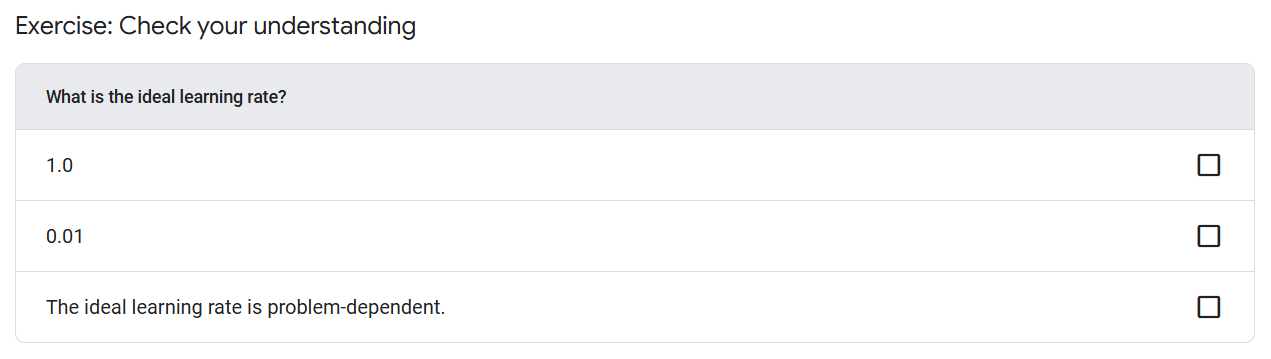 Exercise: Check your understanding
What is the ideal learning rate?
1.0
0.01
The ideal learning rate is problem-dependent.